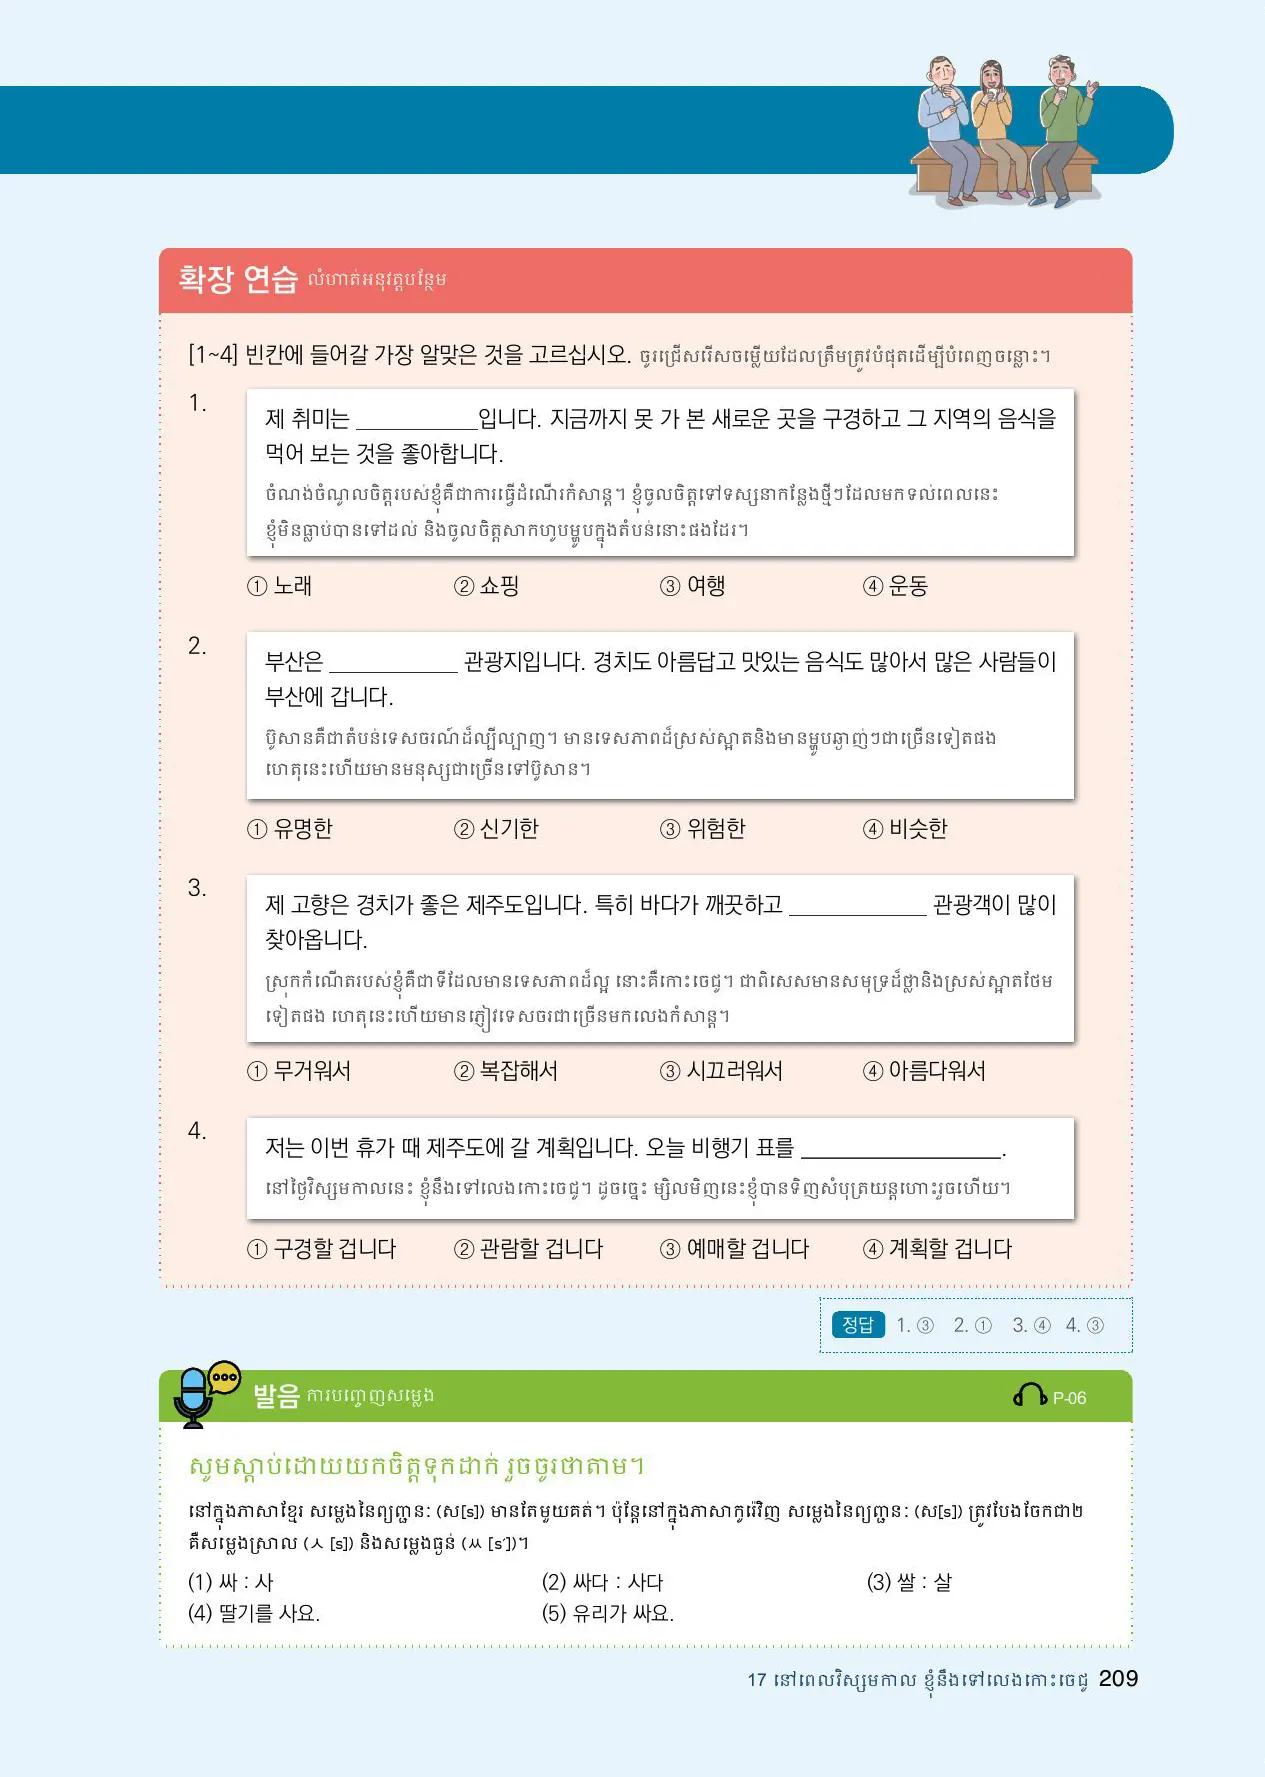 확장 연습 លំហាត់អនុវត្តបន្ថែម
[1~4] 빈칸에 들어갈 가장 알맞은 것을 고르십시오. ចូរជ្រើសរើសចម្លើយដែលត្រឹមត្រូវបំផុតដើម្បីបំពេញចន្លោះ។
1.
제 취미는 ___________입니다. 지금까지 못 가 본 새로운 곳을 구경하고 그 지역의 음식을
먹어 보는 것을 좋아합니다.
ចំណង់ចំណូលចិត្តរបស់ខ្ញុំគឺជាការធ្វើដំណើរកំសាន្ត។ ខ្ញុំចូលចិត្តទៅទស្សនាកន្លែងថ្មីៗដែលមកទល់ពេលនេះ
ខ្ញុំមិនធ្លាប់បានទៅដល់ និងចូលចិត្តសាកហូបម្ហូបក្នុងតំបន់នោះផងដែរ។
① 노래 ② 쇼핑 ③ 여행 ④ 운동
2.
부산은 ___________ 관광지입니다. 경치도 아름답고 맛있는 음식도 많아서 많은 사람들이
부산에 갑니다.
ប៊ូសានគឺជាតំបន់ទេសចរណ៍ដ៏ល្បីល្បាញ។ មានទេសភាពដ៏ស្រស់ស្អាតនិងមានម្ហូបឆ្ងាញ់ៗជាច្រើនទៀតផង
ហេតុនេះហើយមានមនុស្សជាច្រើនទៅប៊ូសាន។
① 유명한 ② 신기한 ③ 위험한 ④ 비슷한
3.
제 고향은 경치가 좋은 제주도입니다. 특히 바다가 깨끗하고 ___________ 관광객이 많이
찾아옵니다.
ស្រុកកំណើតរបស់ខ្ញុំគឺជាទីដែលមានទេសភាពដ៏ល្អ នោះគឺកោះចេជូ។ ជាពិសេសមានសមុទ្រដ៏ថ្លានិងស្រស់ស្អាតថែម
ទៀតផង ហេតុនេះហើយមានភ្ញៀវទេសចរជាច្រើនមកលេងកំសាន្ត។
① 무거워서 ② 복잡해서 ③ 시끄러워서 ④ 아름다워서
4.
저는 이번 휴가 때 제주도에 갈 계획입니다. 오늘 비행기 표를 ___________.
នៅថ្ងៃវិស្សមកាលនេះ ខ្ញុំនឹងទៅលេងកោះចេជូ។ ដូចច្នេះ ម្សិលមិញនេះខ្ញុំបានទិញសំបុត្រយន្តហោះរួចហើយ។
① 구경할 겁니다 ② 관람할 겁니다 ③ 예매할 겁니다 ④ 계획할 겁니다
정답 1. ③ 2. ① 3. ④ 4. ③
발음 ការបញ្ចេញសម្លេង P-06
សូមស្តាប់ដោយយកចិត្តទុកដាក់ រួចចូរថាតាម។
នៅក្នុងភាសាខ្មែរ សម្លេងនៃព្យញ្ជនៈ (ស[s]) មានតែមួយគត់។ ប៉ុន្តែនៅក្នុងភាសាកូរ៉េវិញ សម្លេងនៃព្យញ្ជនៈ (ស[s]) ត្រូវបែងចែកជា២
គឺសម្លេងស្រាល (ㅅ [s]) និងសម្លេងធ្ងន់ (ㅆ [s′])។
(1) 싸 : 사 (2) 싸다 : 사다 (3) 쌀 : 살
(4) 딸기를 사요. (5) 유리가 싸요.
17 នៅពេលវិស្សមកាល ខ្ញុំនឹងទៅលេងកោះចេជូ 209